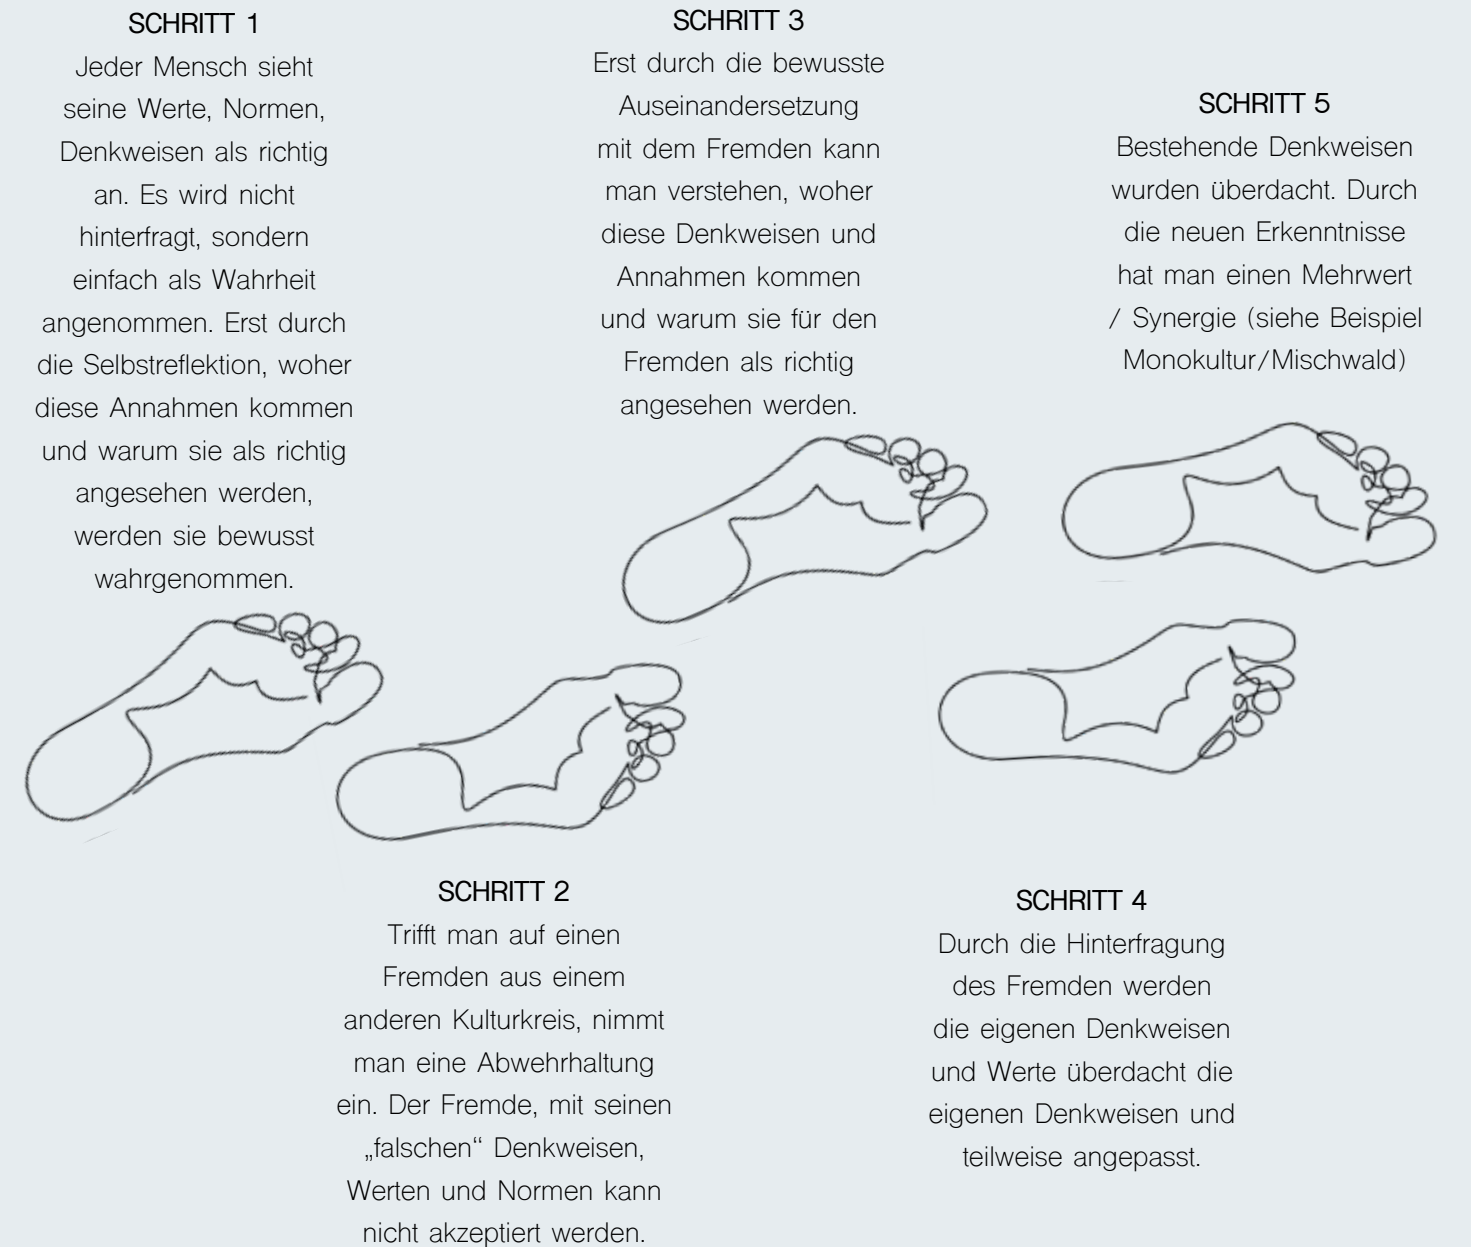 SCHRITT 1
Jeder Mensch sieht
seine Werte, Normen,
Denkweisen als richtig
an. Es wird nicht
hinterfragt, sondern
einfach als Wahrheit
angenommen. Erst durch
die Selbstreflektion, woher
diese Annahmen kommen
und warum sie als richtig
angesehen werden,
werden sie bewusst
wahrgenommen.
SCHRITT 2
Trifft man auf einen
Fremden aus einem
anderen Kulturkreis, nimmt
man eine Abwehrhaltung
ein. Der Fremde, mit seinen
„falschen“ Denkweisen,
Werten und Normen kann
nicht akzeptiert werden.
SCHRITT 3
Erst durch die bewusste
Auseinandersetzung
mit dem Fremden kann
man verstehen, woher
diese Denkweisen und
Annahmen kommen
und warum sie für den
Fremden als richtig
angesehen werden.
SCHRITT 4
Durch die Hinterfragung
des Fremden werden
die eigenen Denkweisen
und Werte überdacht die
eigenen Denkweisen und
teilweise angepasst.
SCHRITT 5
Bestehende Denkweisen
wurden überdacht. Durch
die neuen Erkenntnisse
hat man einen Mehrwert
/ Synergie (siehe Beispiel
Monokultur/Mischwald)